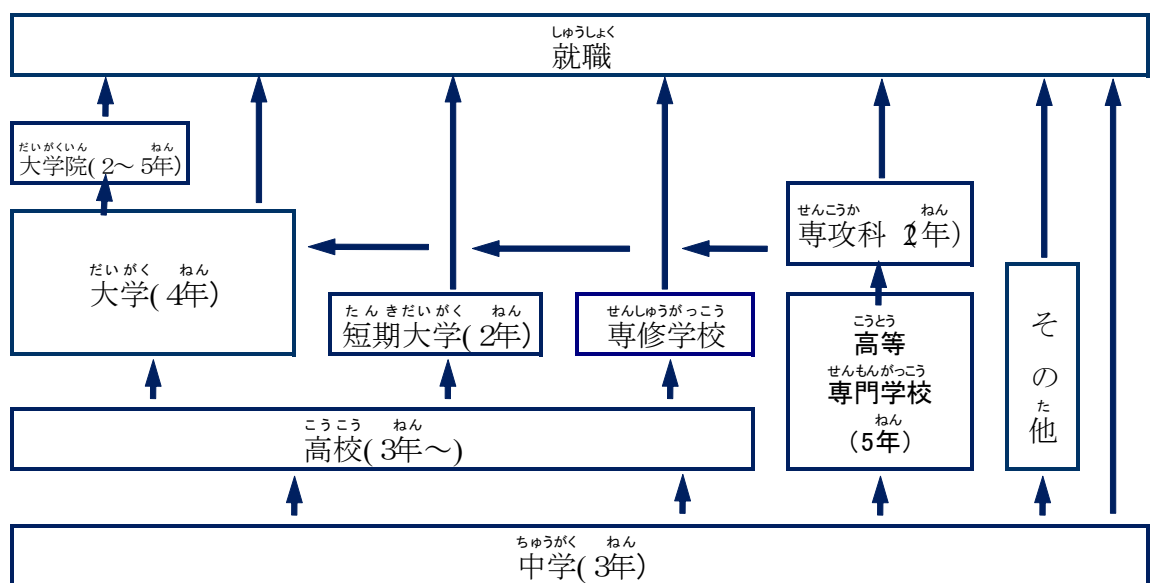 しゅうしょく
就職
だいがくいん ねん
大学院(2～5年)
せんこうか ねん
専攻科(2年)
だいがく ねん
大学(4年)
たんきだいがく ねん
短期大学(2年)
せんしゅうがっこう
専修学校
こうとう
高等
せんもんがっこう
専門学校
ねん
(5年)
そ
の
た
他
こうこう ねん
高校(3年～)
ちゅうがく ねん
中学(3年)